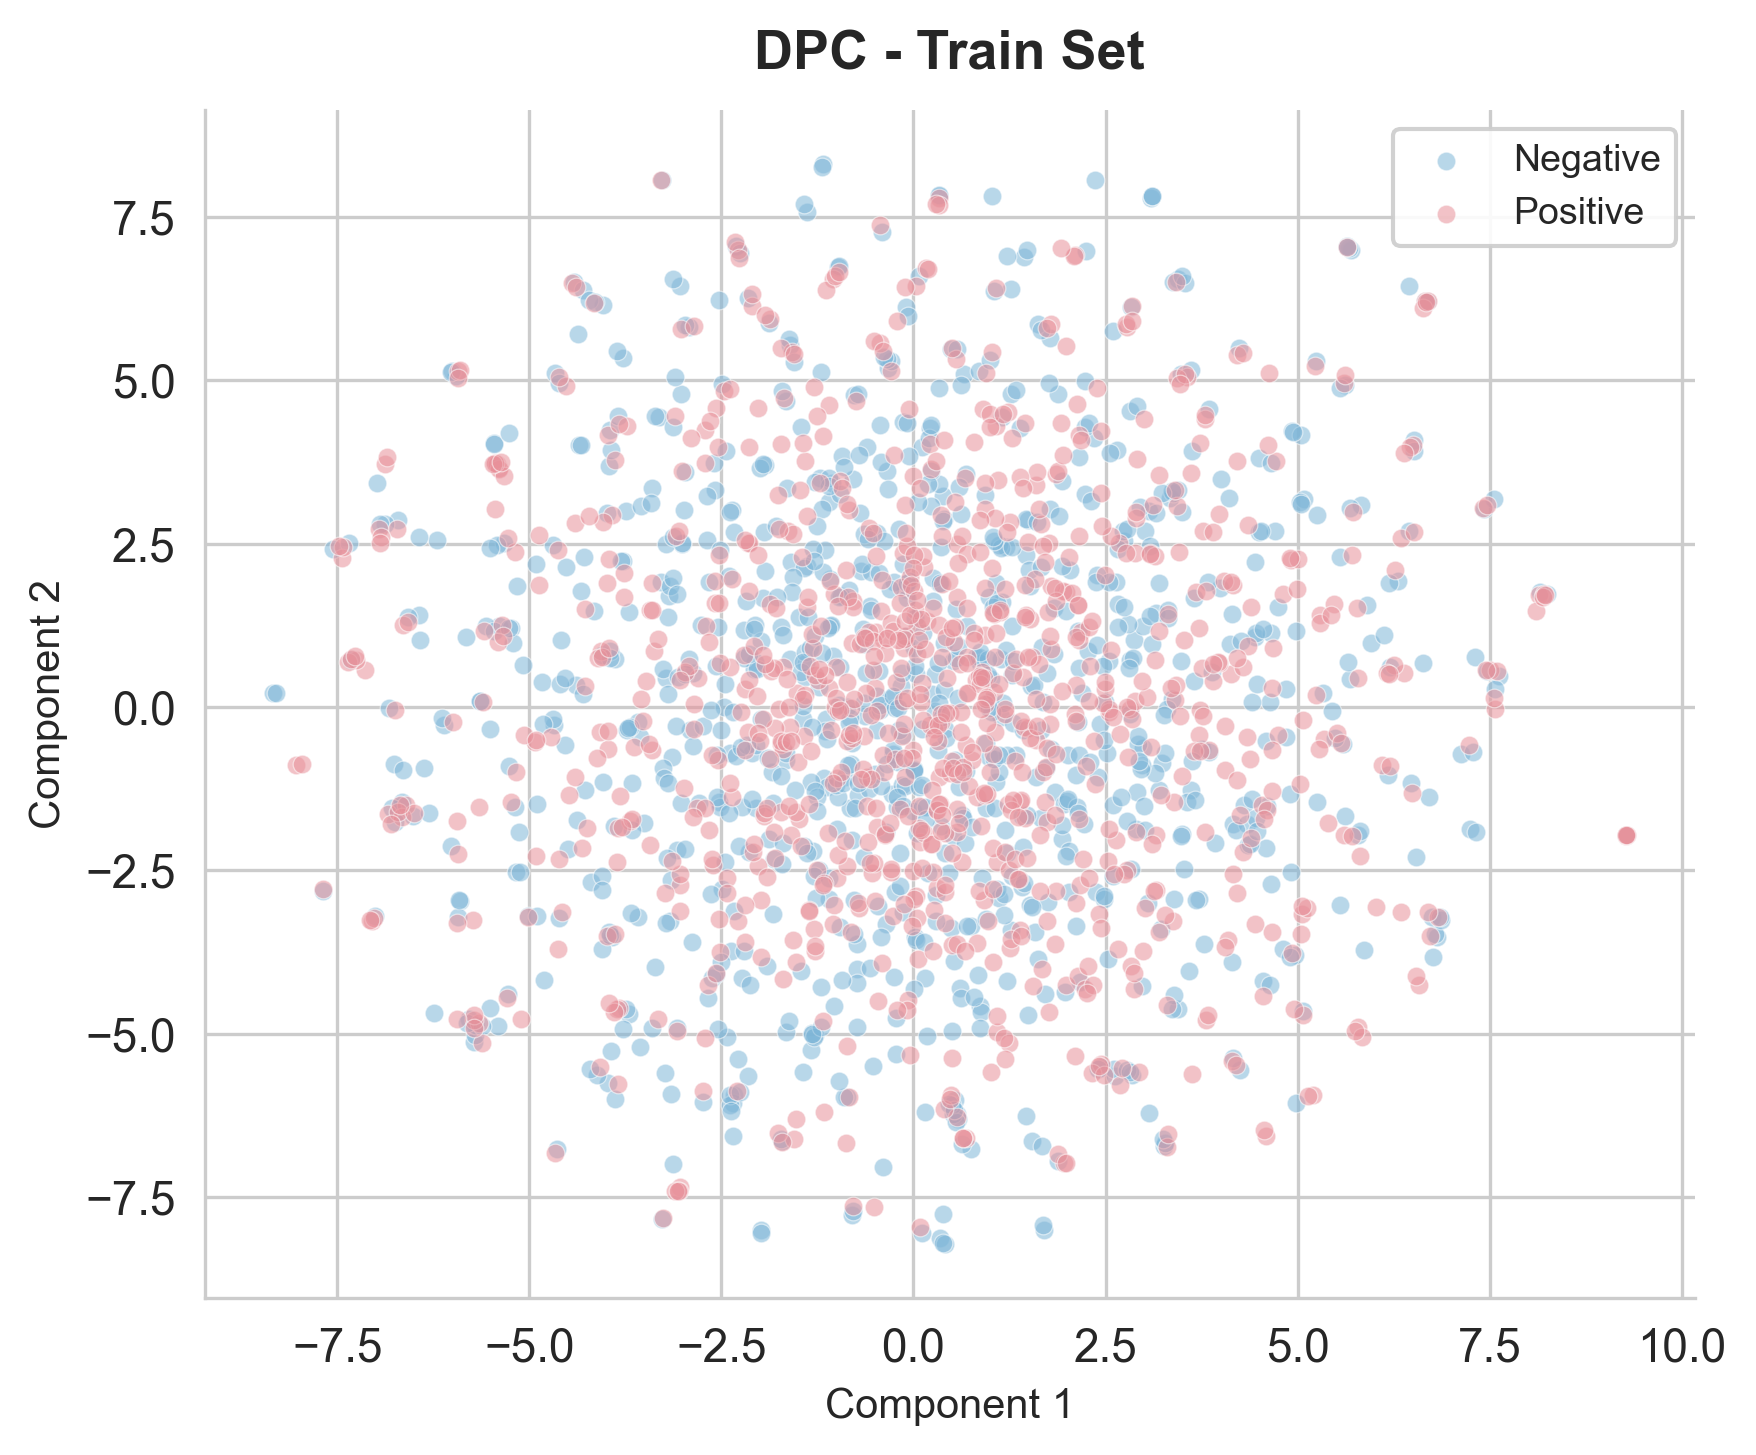 DPC - Train Set
Negative
Positive
Component 2
7.5
5.0
2.5
0.0
−2.5
−5.0
−7.5
−7.5 −5.0 −2.5 0.0 2.5 5.0 7.5 10.0
Component 1